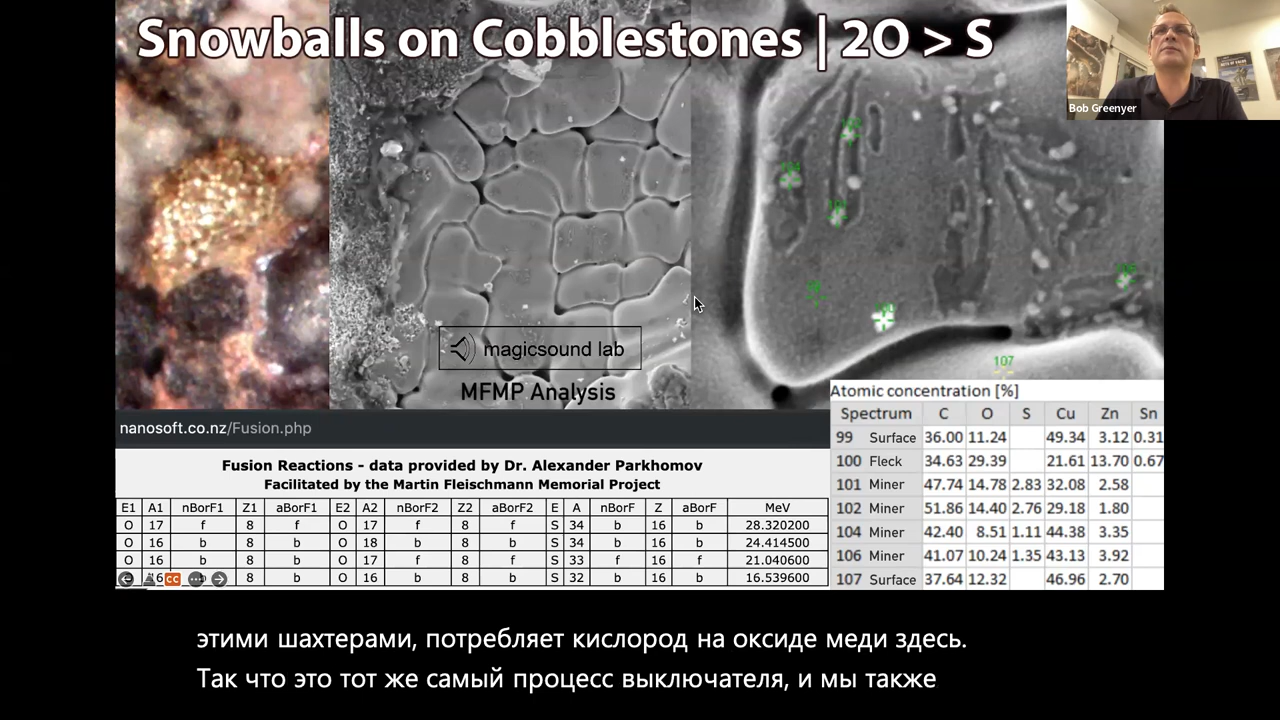 Snowballs on Cobblestones | 2O > S
Bob Greenyer
magicsound lab
MFMP Analysis
107
nanosoft.co.nz/Fusion.php
Fusion Reactions - data provided by Dr. Alexander Parkhomov
Facilitated by the Martin Fleischmann Memorial Project
E1 A1 nBorF1 Z1 aBorF1 E2 A2 nBorF2 Z2 aBorF2 E A nBorF Z aBorF MeV
O 17 f 8 f O 17 f 8 f S 34 b 16 b 28.320200
O 16 b 8 b O 18 b 8 b S 34 b 16 b 24.414500
O 16 b 8 b O 17 f 8 f S 33 f 16 f 21.040600
16 b 8 b O 16 b 8 b S 32 b 16 b 16.539600
Atomic concentration [%]
Spectrum C O S Cu Zn Sn
99 Surface 36.00 11.24 49.34 3.12 0.31
100 Fleck 34.63 29.39 21.61 13.70 0.67
101 Miner 47.74 14.78 2.83 32.08 2.58
102 Miner 51.86 14.40 2.76 29.18 1.80
104 Miner 42.40 8.51 1.11 44.38 3.35
106 Miner 41.07 10.24 1.35 43.13 3.92
107 Surface 37.64 12.32 46.96 2.70
этими шахтерами, потребляет кислород на оксиде меди здесь.
Так что это тот же самый процесс выключателя, и мы также